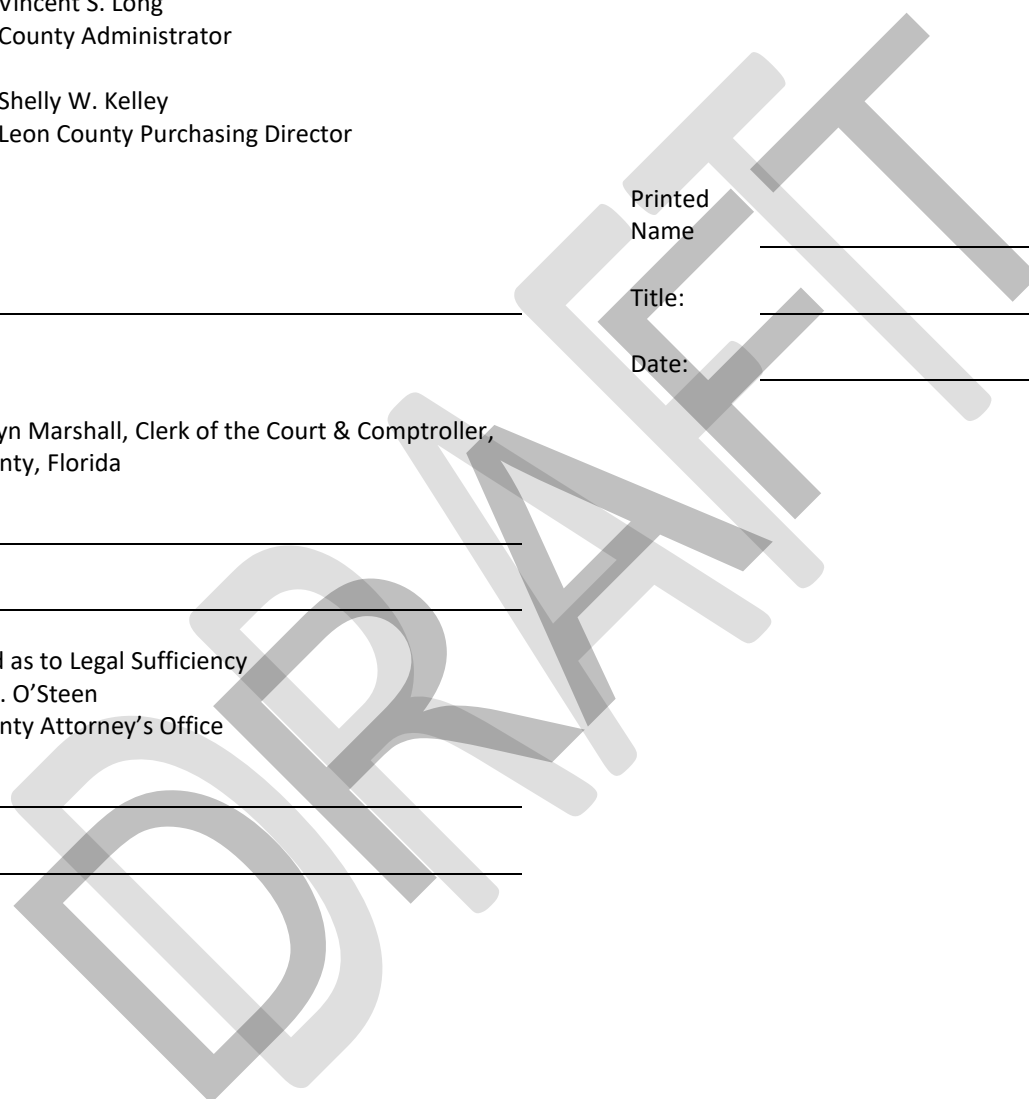 Vincent S. Long
County Administrator
Shelly W. Kelley
Leon County Purchasing Director
Printed
Name
Title:
Date:
yn Marshall, Clerk of the Court & Comptroller,
nty, Florida
d as to Legal Sufficiency
. O’Steen
nty Attorney’s Office
DRAFT